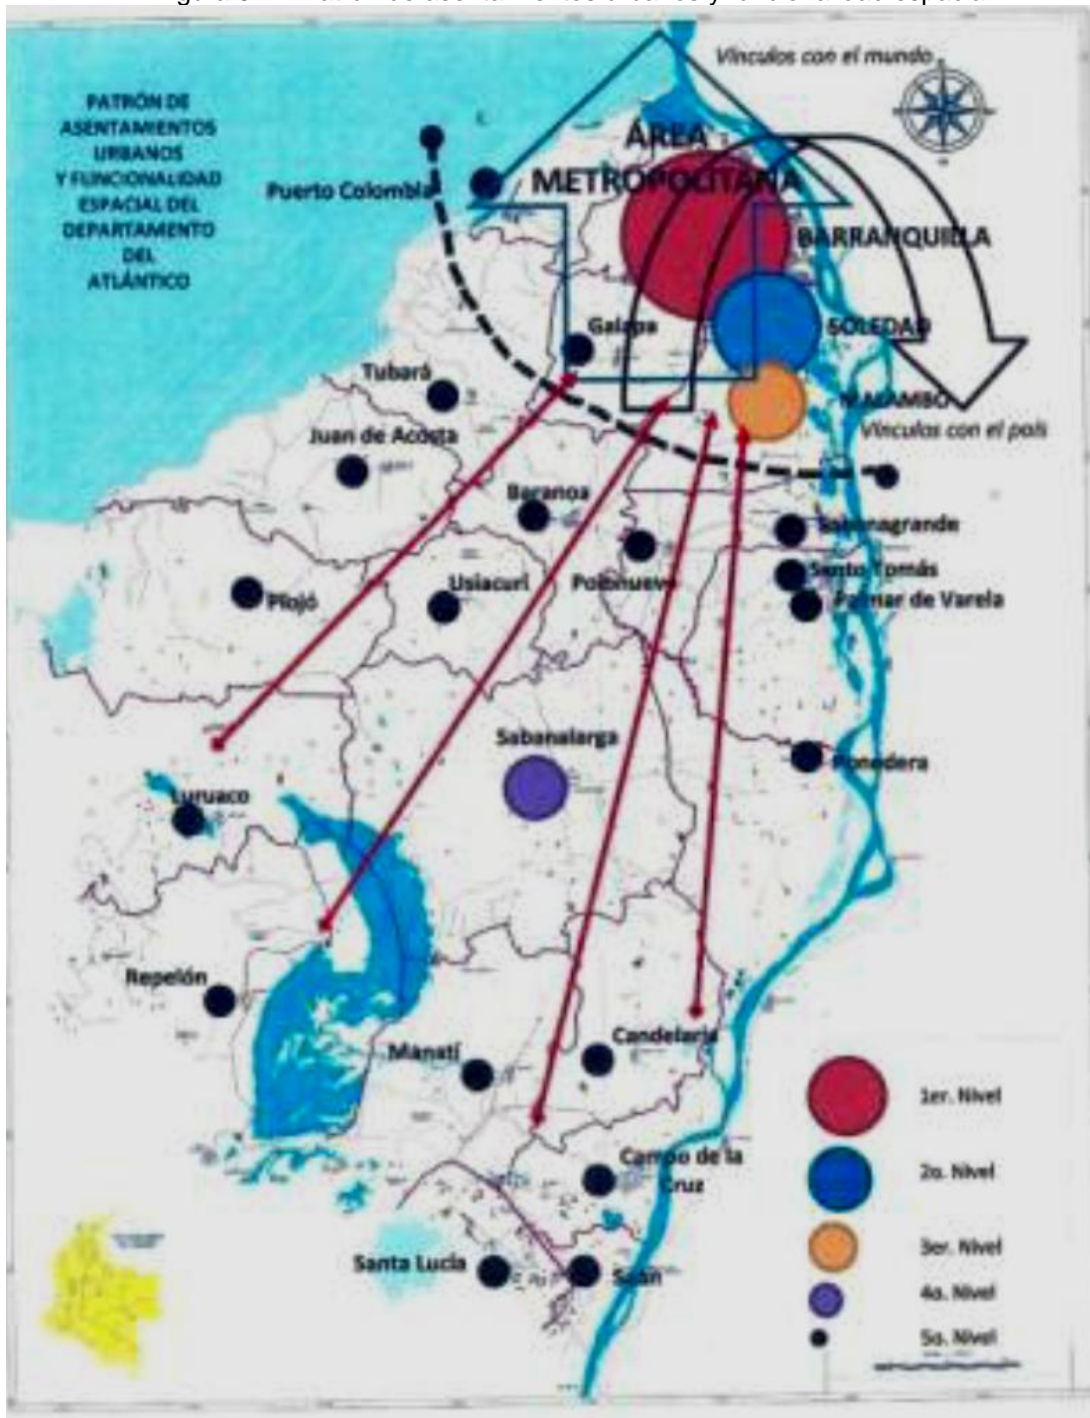 PATRÓN DE
ASENTAMIENTOS
URBANOS
Y FUNCIONALIDAD
ESPACIAL DEL
DEPARTAMENTO
DEL
ATLÁNTICO
Vínculos con el mundo
ÁREA
METROPOLITANA
Puerto Colombia
BARRANQUILLA
Galapa
SOLEDAD
Tubará
MALAMBO
Vínculos con el país
Juan de Acosta
Baranoa
Sabanagrande
Santo Tomás
Piojó
Usiacurí
Polonuevo
Palmar de Varela
Sabanalarga
Ponedera
Luruaco
Repelón
Candelaria
Manatí
Campo de la
Cruz
Santa Lucía
Suan
1er. Nivel
2o. Nivel
3er. Nivel
4o. Nivel
5o. Nivel